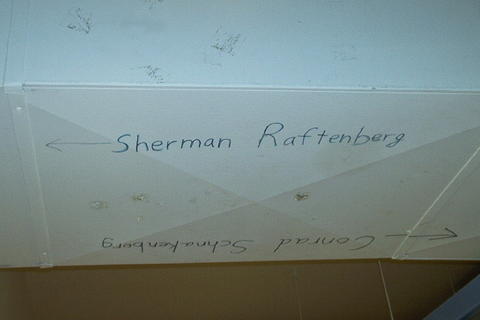 Sherman Raftenberg
Conrad Schnakenberg